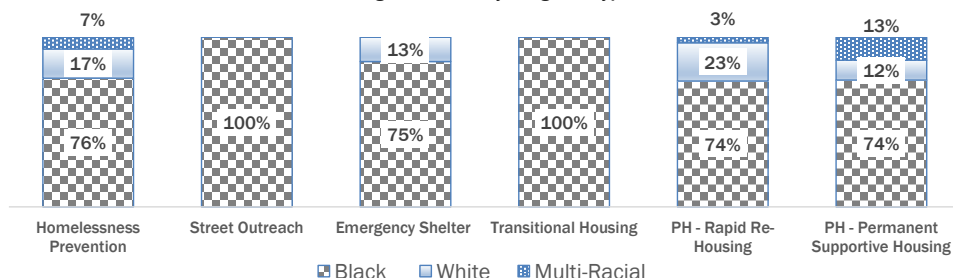 7%
3%
13%
17%
13%
23%
12%
76%
100%
75%
100%
74%
74%
Homelessness Prevention
Street Outreach
Emergency Shelter
Transitional Housing
PH - Rapid Re-Housing
PH - Permanent Supportive Housing
Black
White
Multi-Racial